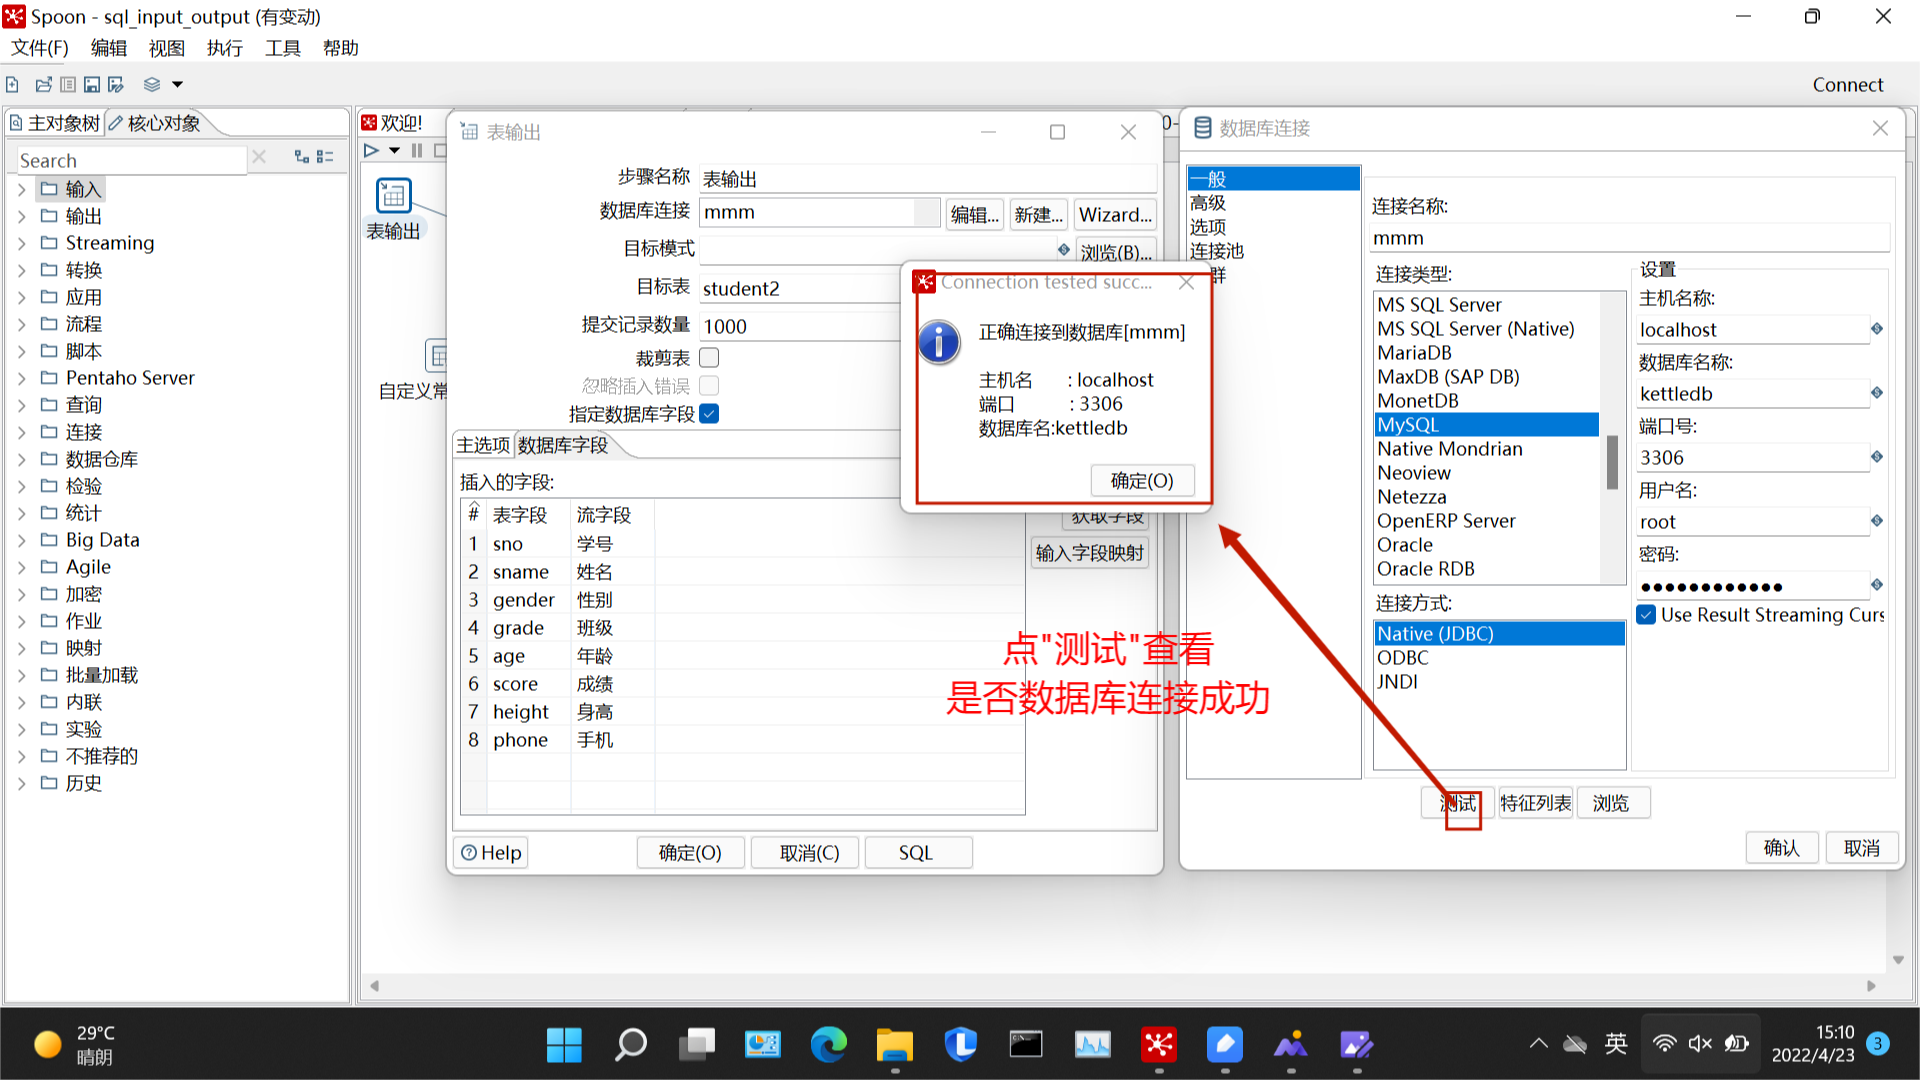 Spoon - sql_input_output (有变动)
文件(F) 编辑 视图 执行 工具 帮助
Connect
主对象树 核心对象
Search
输入
输出
Streaming
转换
应用
流程
脚本
Pentaho Server
查询
连接
数据仓库
检验
统计
Big Data
Agile
加密
作业
映射
批量加载
内联
实验
不推荐的
历史
欢迎!
表输出
自定义常
表输出
步骤名称 表输出
数据库连接 mmm 编辑... 新建... Wizard...
目标模式 浏览(B)...
目标表 student2
提交记录数量 1000
裁剪表
忽略插入错误
指定数据库字段
主选项 数据库字段
插入的字段:
# 表字段 流字段
1 sno 学号
2 sname 姓名
3 gender 性别
4 grade 班级
5 age 年龄
6 score 成绩
7 height 身高
8 phone 手机
获取字段
输入字段映射
Help 确定(O) 取消(C) SQL
Connection tested succ...
正确连接到数据库[mmm]
主机名 : localhost
端口 : 3306
数据库名:kettledb
确定(O)
点"测试"查看
是否数据库连接成功
数据库连接
一般
高级
选项
连接池
群
连接名称:
mmm
连接类型:
MS SQL Server
MS SQL Server (Native)
MariaDB
MaxDB (SAP DB)
MonetDB
MySQL
Native Mondrian
Neoview
Netezza
OpenERP Server
Oracle
Oracle RDB
连接方式:
Native (JDBC)
ODBC
JNDI
设置
主机名称:
localhost
数据库名称:
kettledb
端口号:
3306
用户名:
root
密码:
●●●●●●●●●●●●
Use Result Streaming Curs
测试 特征列表 浏览
确认 取消
29°C
晴朗
英
15:10
2022/4/23
3